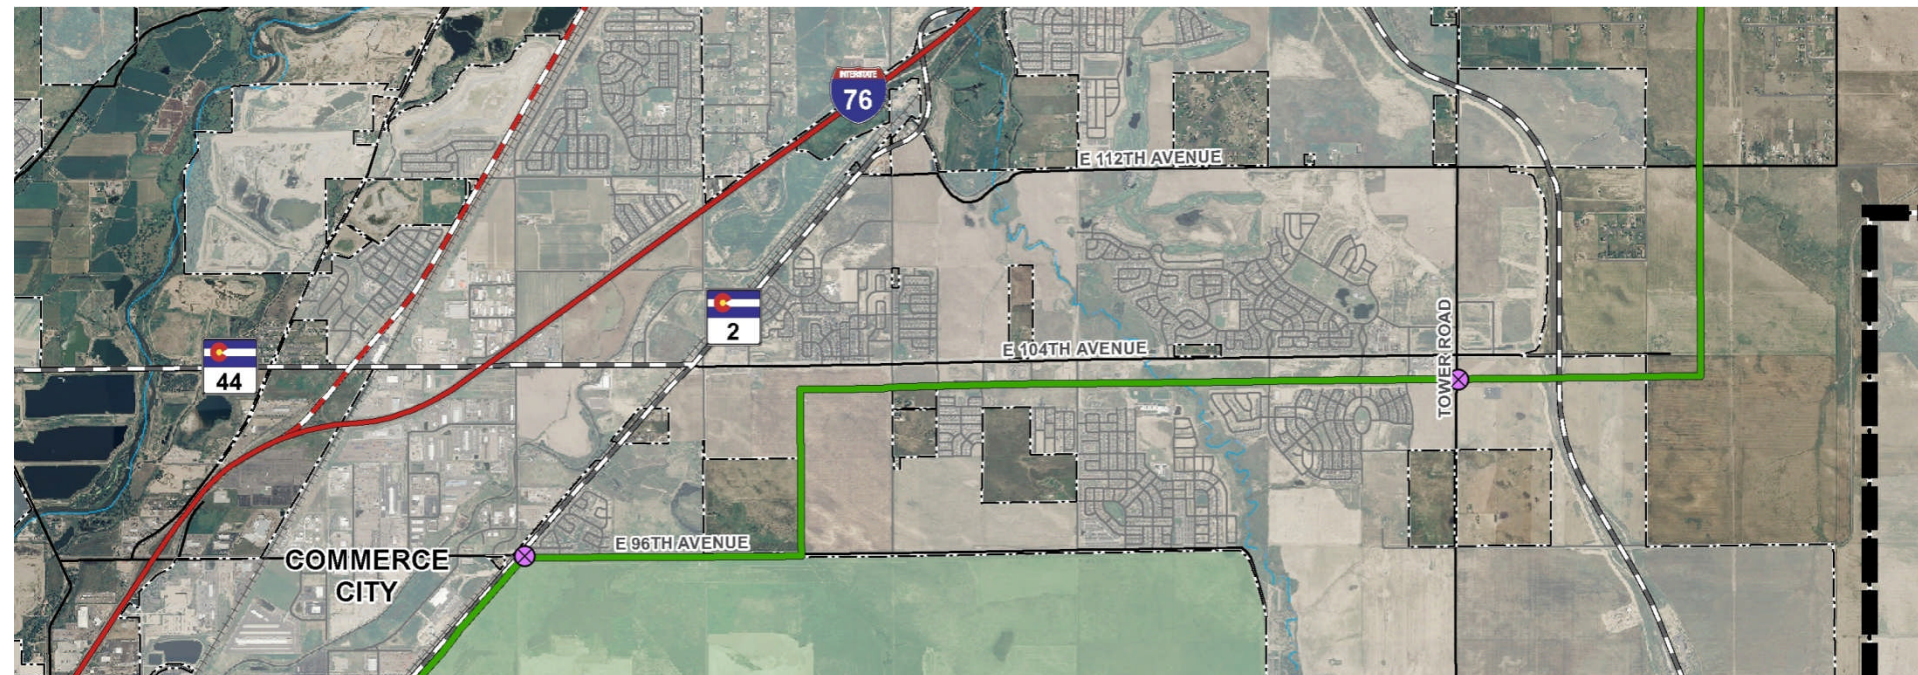 INTERSTATE
76
E 112TH AVENUE
2
E 104TH AVENUE
44
TOWER ROAD
E 96TH AVENUE
COMMERCE
CITY